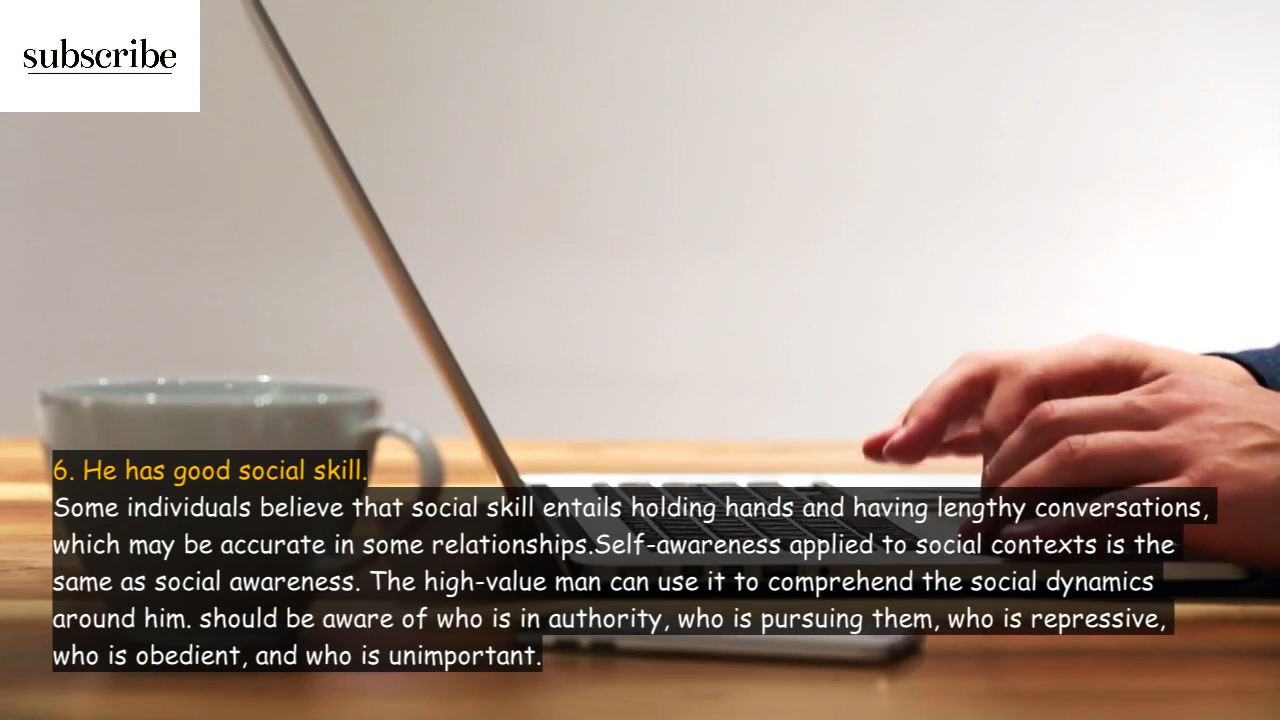 subscribe
6. He has good social skill.
Some individuals believe that social skill entails holding hands and having lengthy conversations,
which may be accurate in some relationships.Self-awareness applied to social contexts is the
same as social awareness. The high-value man can use it to comprehend the social dynamics
around him. should be aware of who is in authority, who is pursuing them, who is repressive,
who is obedient, and who is unimportant.